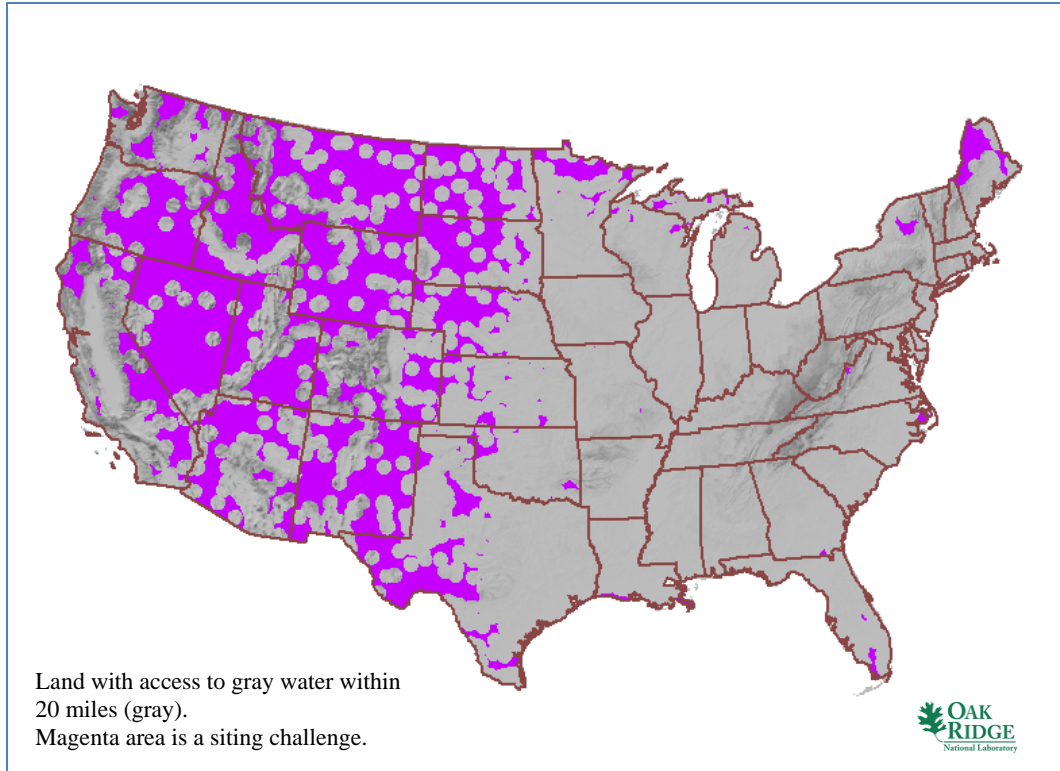 Land with access to gray water within
20 miles (gray).
Magenta area is a siting challenge.
OAK
RIDGE
National Laboratory